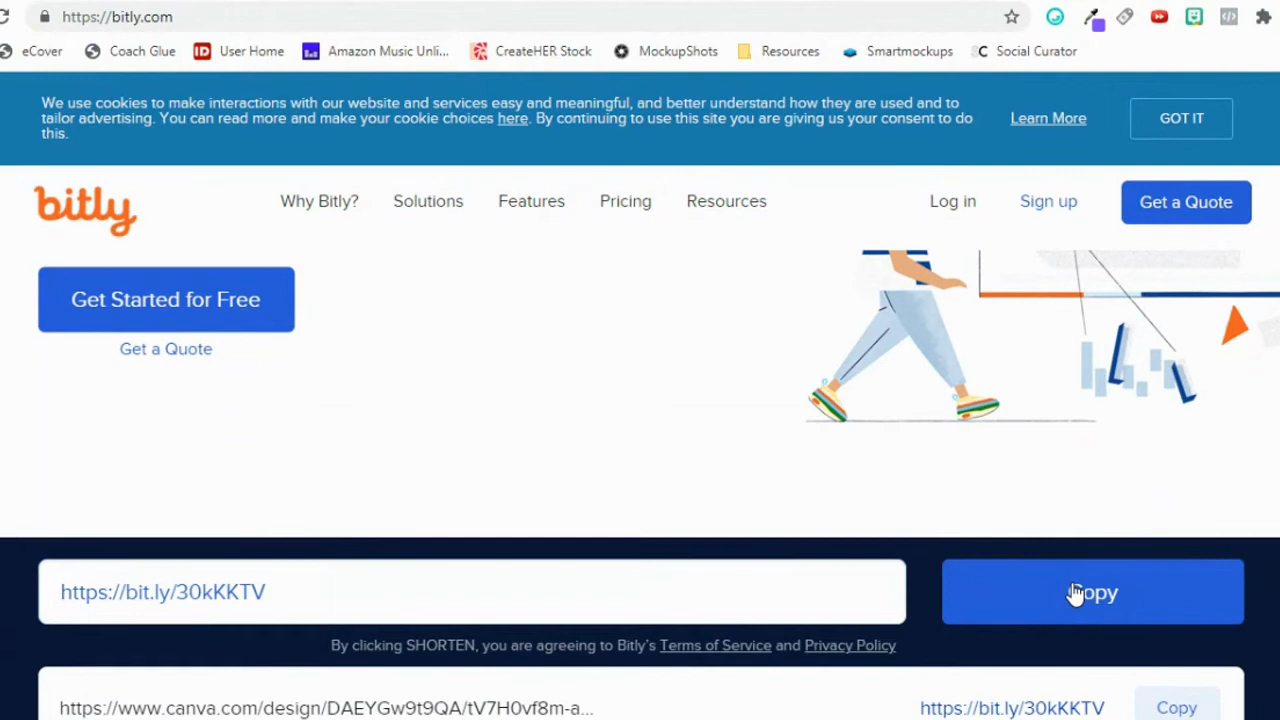 https://bitly.com
eCover Coach Glue User Home Amazon Music Unli... CreateHER Stock MockupShots Resources Smartmockups Social Curator
We use cookies to make interactions with our website and services easy and meaningful, and better understand how they are used and to
tailor advertising. You can read more and make your cookie choices here. By continuing to use this site you are giving us your consent to do
this.
Learn More
GOT IT
bitly
Why Bitly? Solutions Features Pricing Resources Log in Sign up Get a Quote
Get Started for Free
Get a Quote
https://bit.ly/30kKKTV
Copy
By clicking SHORTEN, you are agreeing to Bitly's Terms of Service and Privacy Policy
https://www.canva.com/design/DAEYGw9t9QA/tV7H0vf8m-a... https://bit.ly/30kKKTV Copy